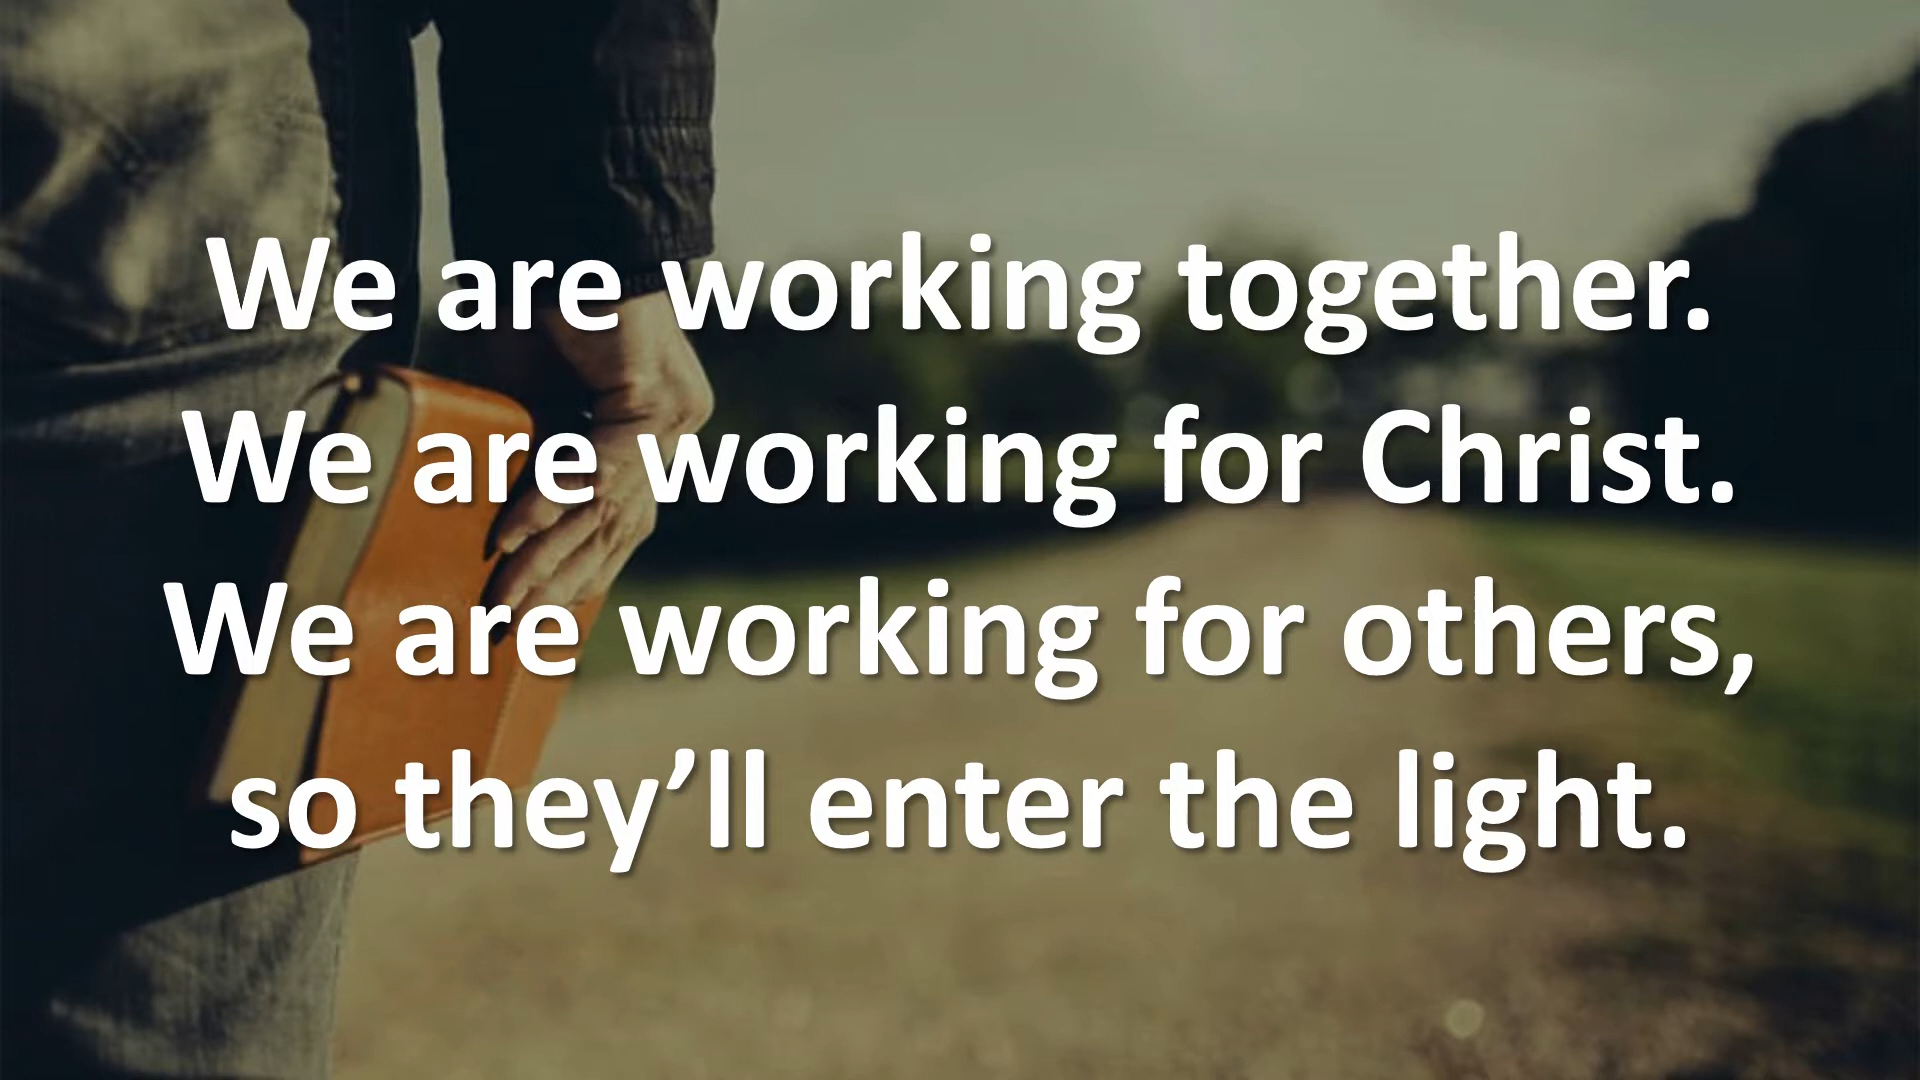 We are working together.
We are working for Christ.
We are working for others,
so they’ll enter the light.